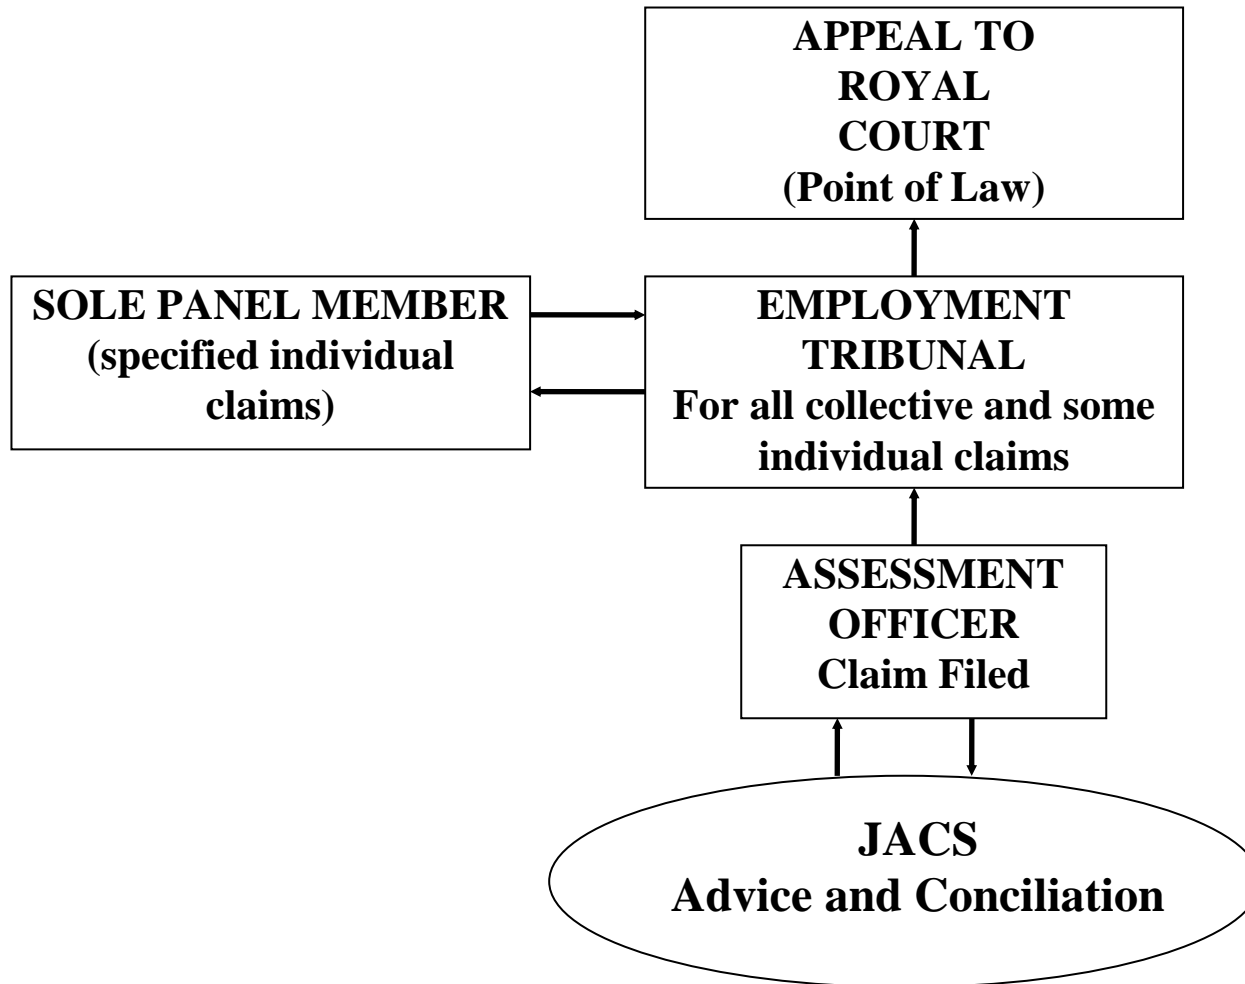 APPEAL TO
ROYAL
COURT
(Point of Law)
SOLE PANEL MEMBER
(specified individual
claims)
EMPLOYMENT
TRIBUNAL
For all collective and some
individual claims
ASSESSMENT
OFFICER
Claim Filed
JACS
Advice and Conciliation